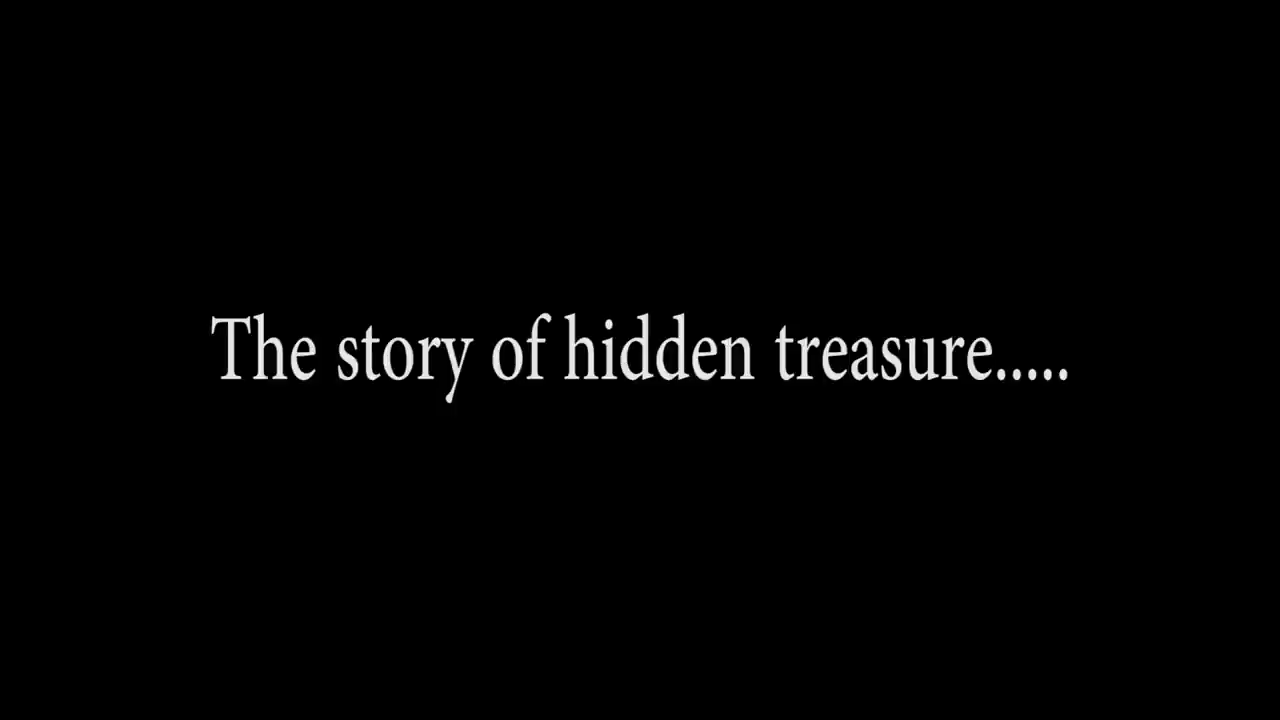 The story of hidden treasure.....